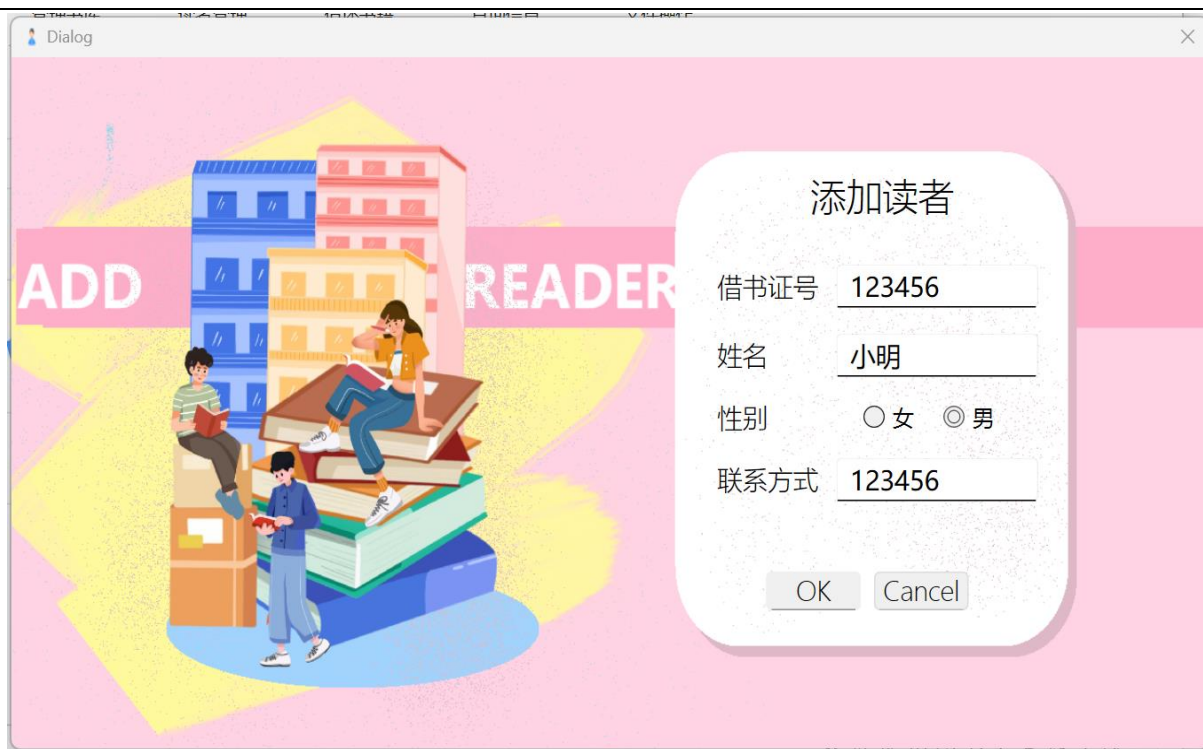 Dialog
ADD READER
添加读者
借书证号 123456
姓名 小明
性别 女 男
联系方式 123456
OK Cancel